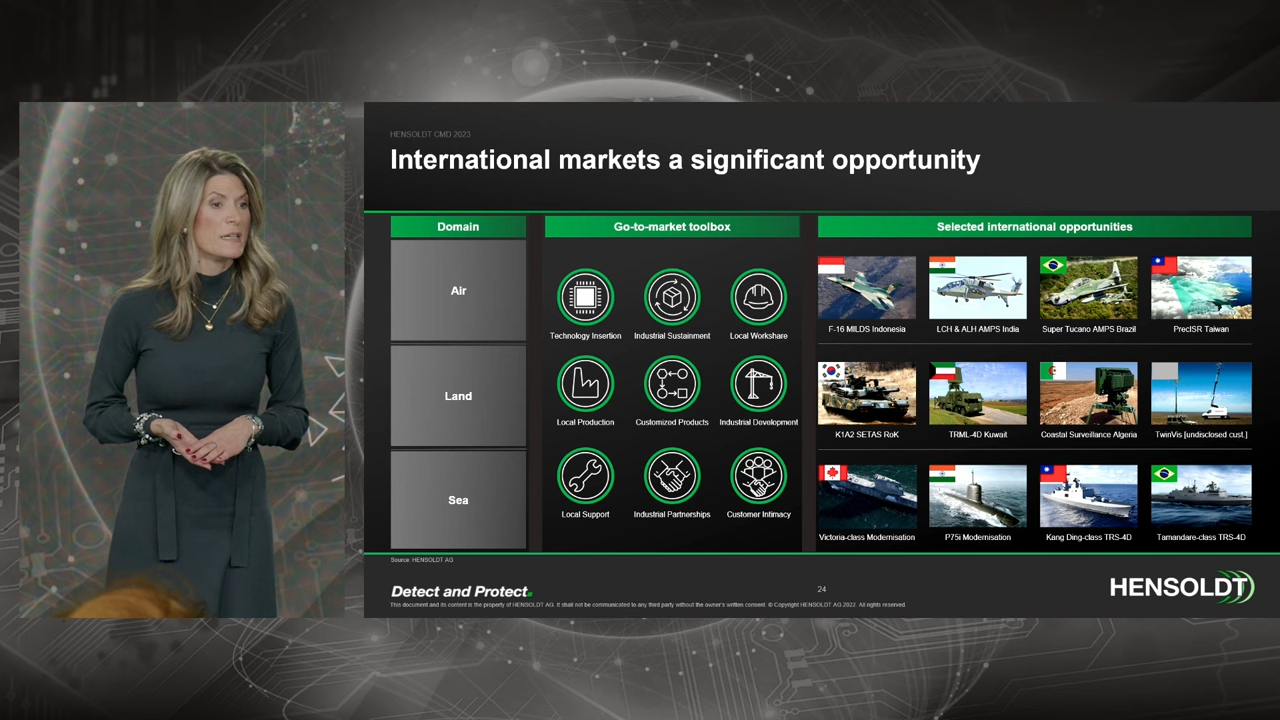 HENSOLDT CMD 2023
International markets a significant opportunity
Domain
Go-to-market toolbox
Selected international opportunities
Air
Technology Insertion
Industrial Sustainment
Local Workshare
F-16 MILDS Indonesia
LCH & ALH AMPS India
Super Tucano AMPS Brazil
PrecISR Taiwan
Land
Local Production
Customized Products
Industrial Development
K1A2 SETAS RoK
TRML-4D Kuwait
Coastal Surveillance Algeria
TwinVis [undisclosed cust.]
Sea
Local Support
Industrial Partnerships
Customer Intimacy
Victoria-class Modernisation
P75i Modernisation
Kang Ding-class TRS-4D
Tamandare-class TRS-4D
Source: HENSOLDT AG
Detect and Protect.
24
HENSOLDT
This document and its content is the property of HENSOLDT AG. It shall not be communicated to any third party without the owner's written consent. © Copyright HENSOLDT AG 2022. All rights reserved.